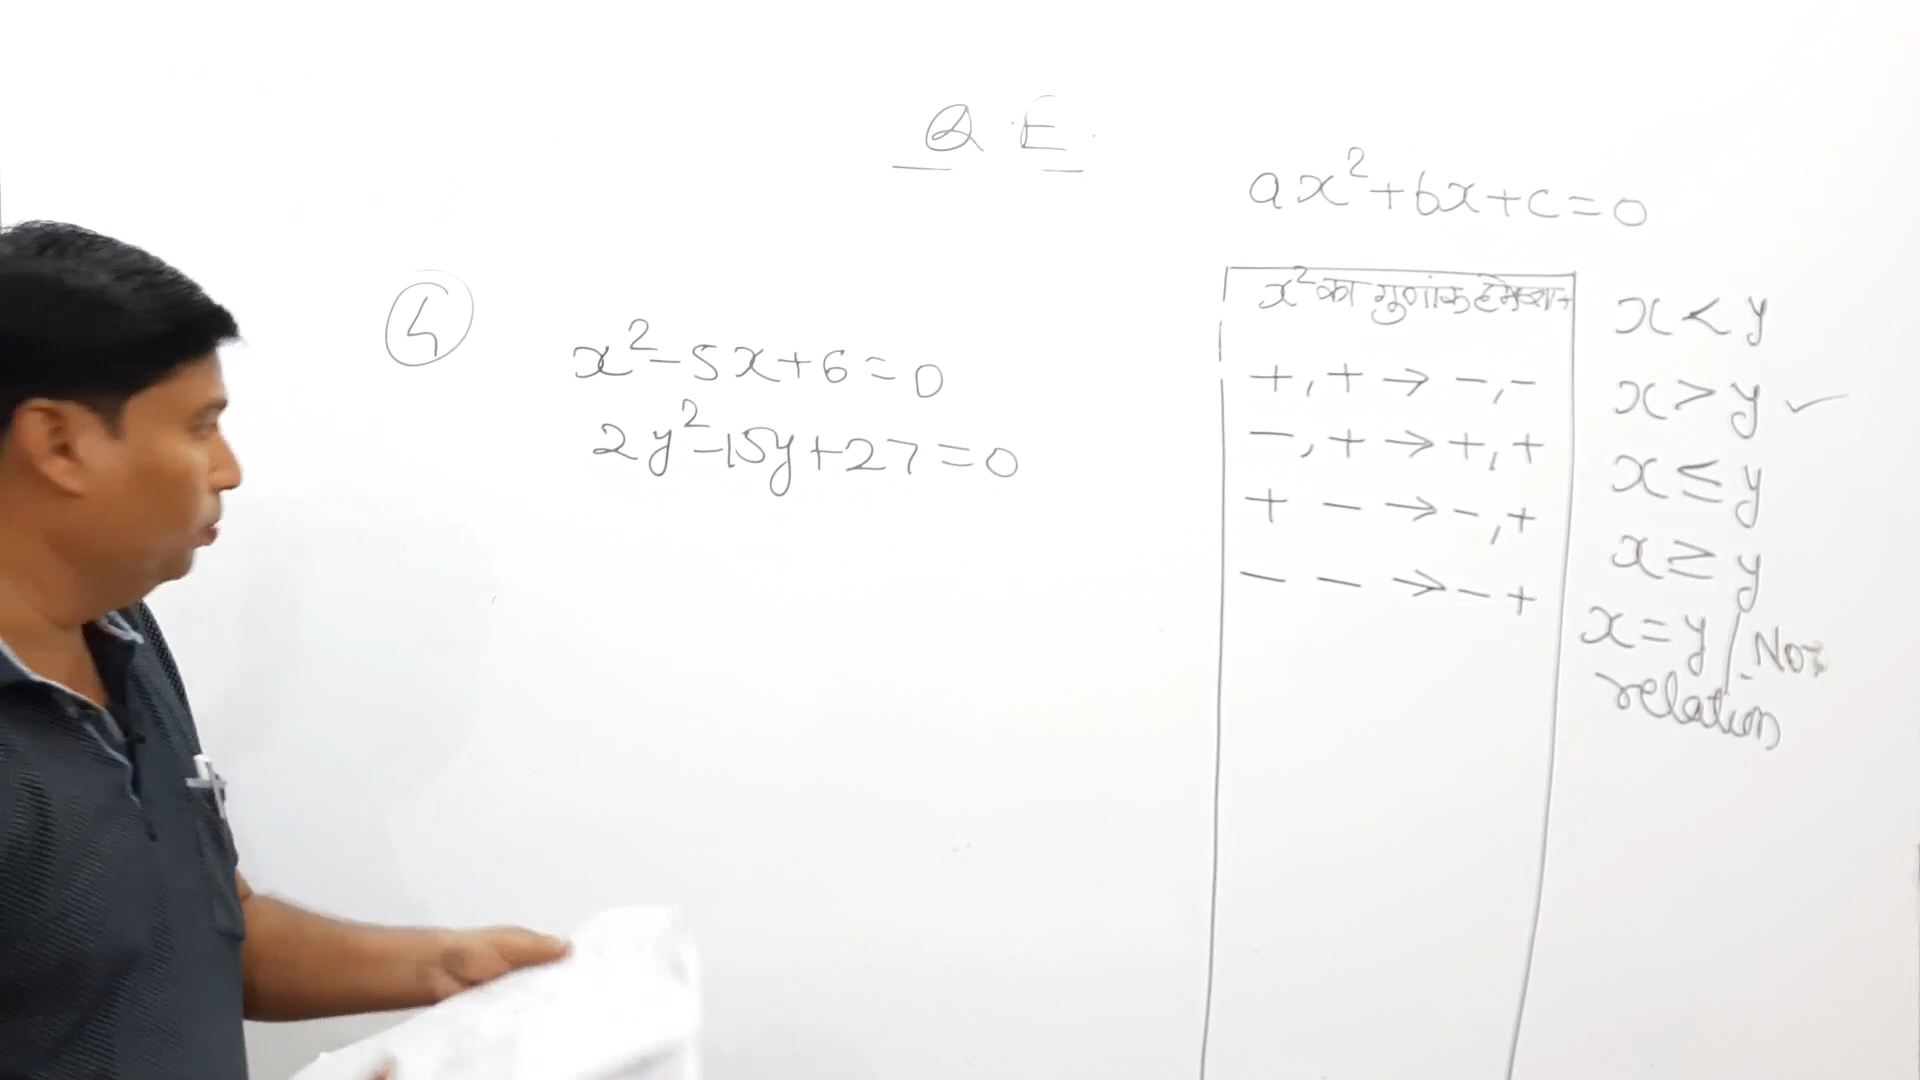 Q.E.
ax²+bx+c=0
④
x²-5x+6=0
2y²-15y+27=0
x² का गुणांक हमेशा +
+,+ → -,-
-,+ → +,+
+ - → -,+
- - → - +
x<y
x>y ✓
x≤y
x≥y
x=y/No
relation